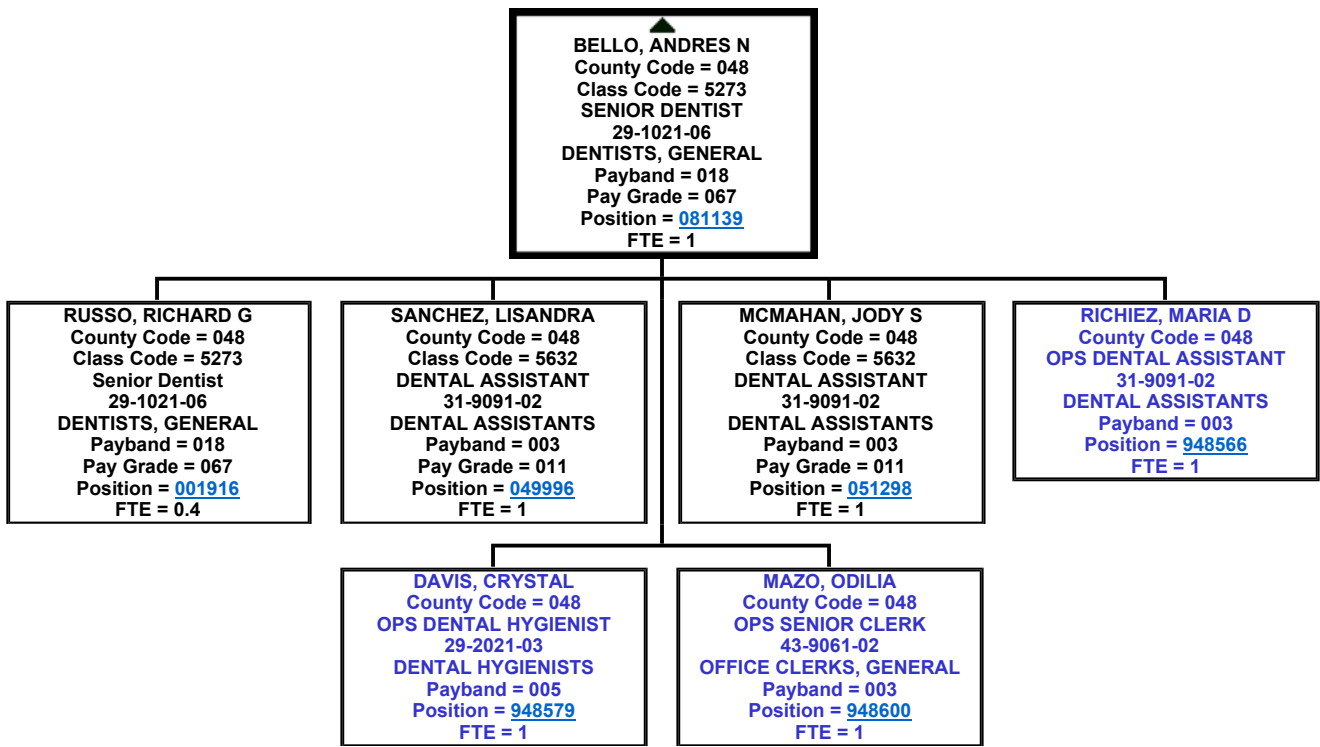 BELLO, ANDRES N
County Code = 048
Class Code = 5273
SENIOR DENTIST
29-1021-06
DENTISTS, GENERAL
Payband = 018
Pay Grade = 067
Position = 081139
FTE = 1
RUSSO, RICHARD G
County Code = 048
Class Code = 5273
Senior Dentist
29-1021-06
DENTISTS, GENERAL
Payband = 018
Pay Grade = 067
Position = 001916
FTE = 0.4
SANCHEZ, LISANDRA
County Code = 048
Class Code = 5632
DENTAL ASSISTANT
31-9091-02
DENTAL ASSISTANTS
Payband = 003
Pay Grade = 011
Position = 049996
FTE = 1
MCMAHAN, JODY S
County Code = 048
Class Code = 5632
DENTAL ASSISTANT
31-9091-02
DENTAL ASSISTANTS
Payband = 003
Pay Grade = 011
Position = 051298
FTE = 1
RICHIEZ, MARIA D
County Code = 048
OPS DENTAL ASSISTANT
31-9091-02
DENTAL ASSISTANTS
Payband = 003
Position = 948566
FTE = 1
DAVIS, CRYSTAL
County Code = 048
OPS DENTAL HYGIENIST
29-2021-03
DENTAL HYGIENISTS
Payband = 005
Position = 948579
FTE = 1
MAZO, ODILIA
County Code = 048
OPS SENIOR CLERK
43-9061-02
OFFICE CLERKS, GENERAL
Payband = 003
Position = 948600
FTE = 1